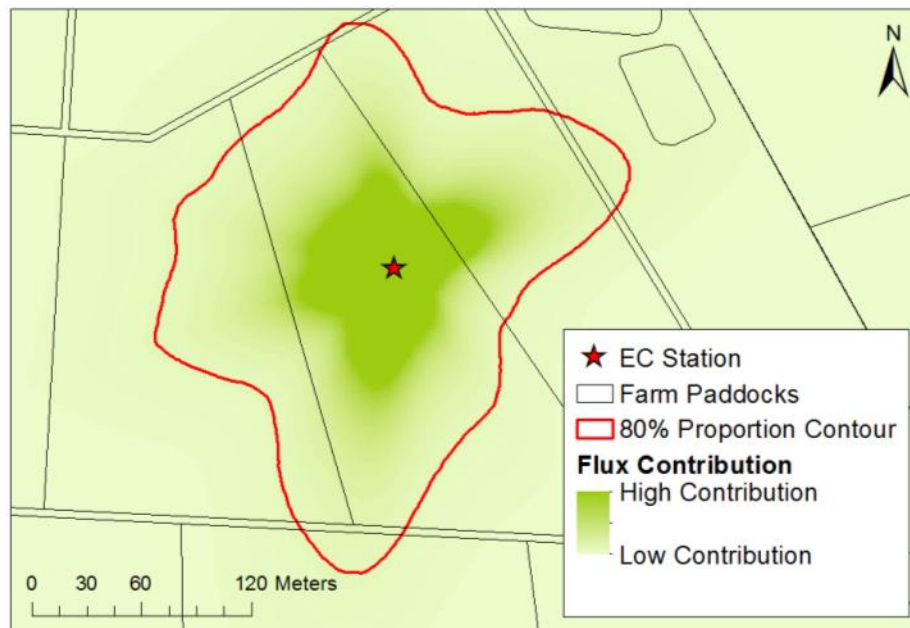 N
EC Station
Farm Paddocks
80% Proportion Contour
Flux Contribution
High Contribution
Low Contribution
0 30 60 120 Meters